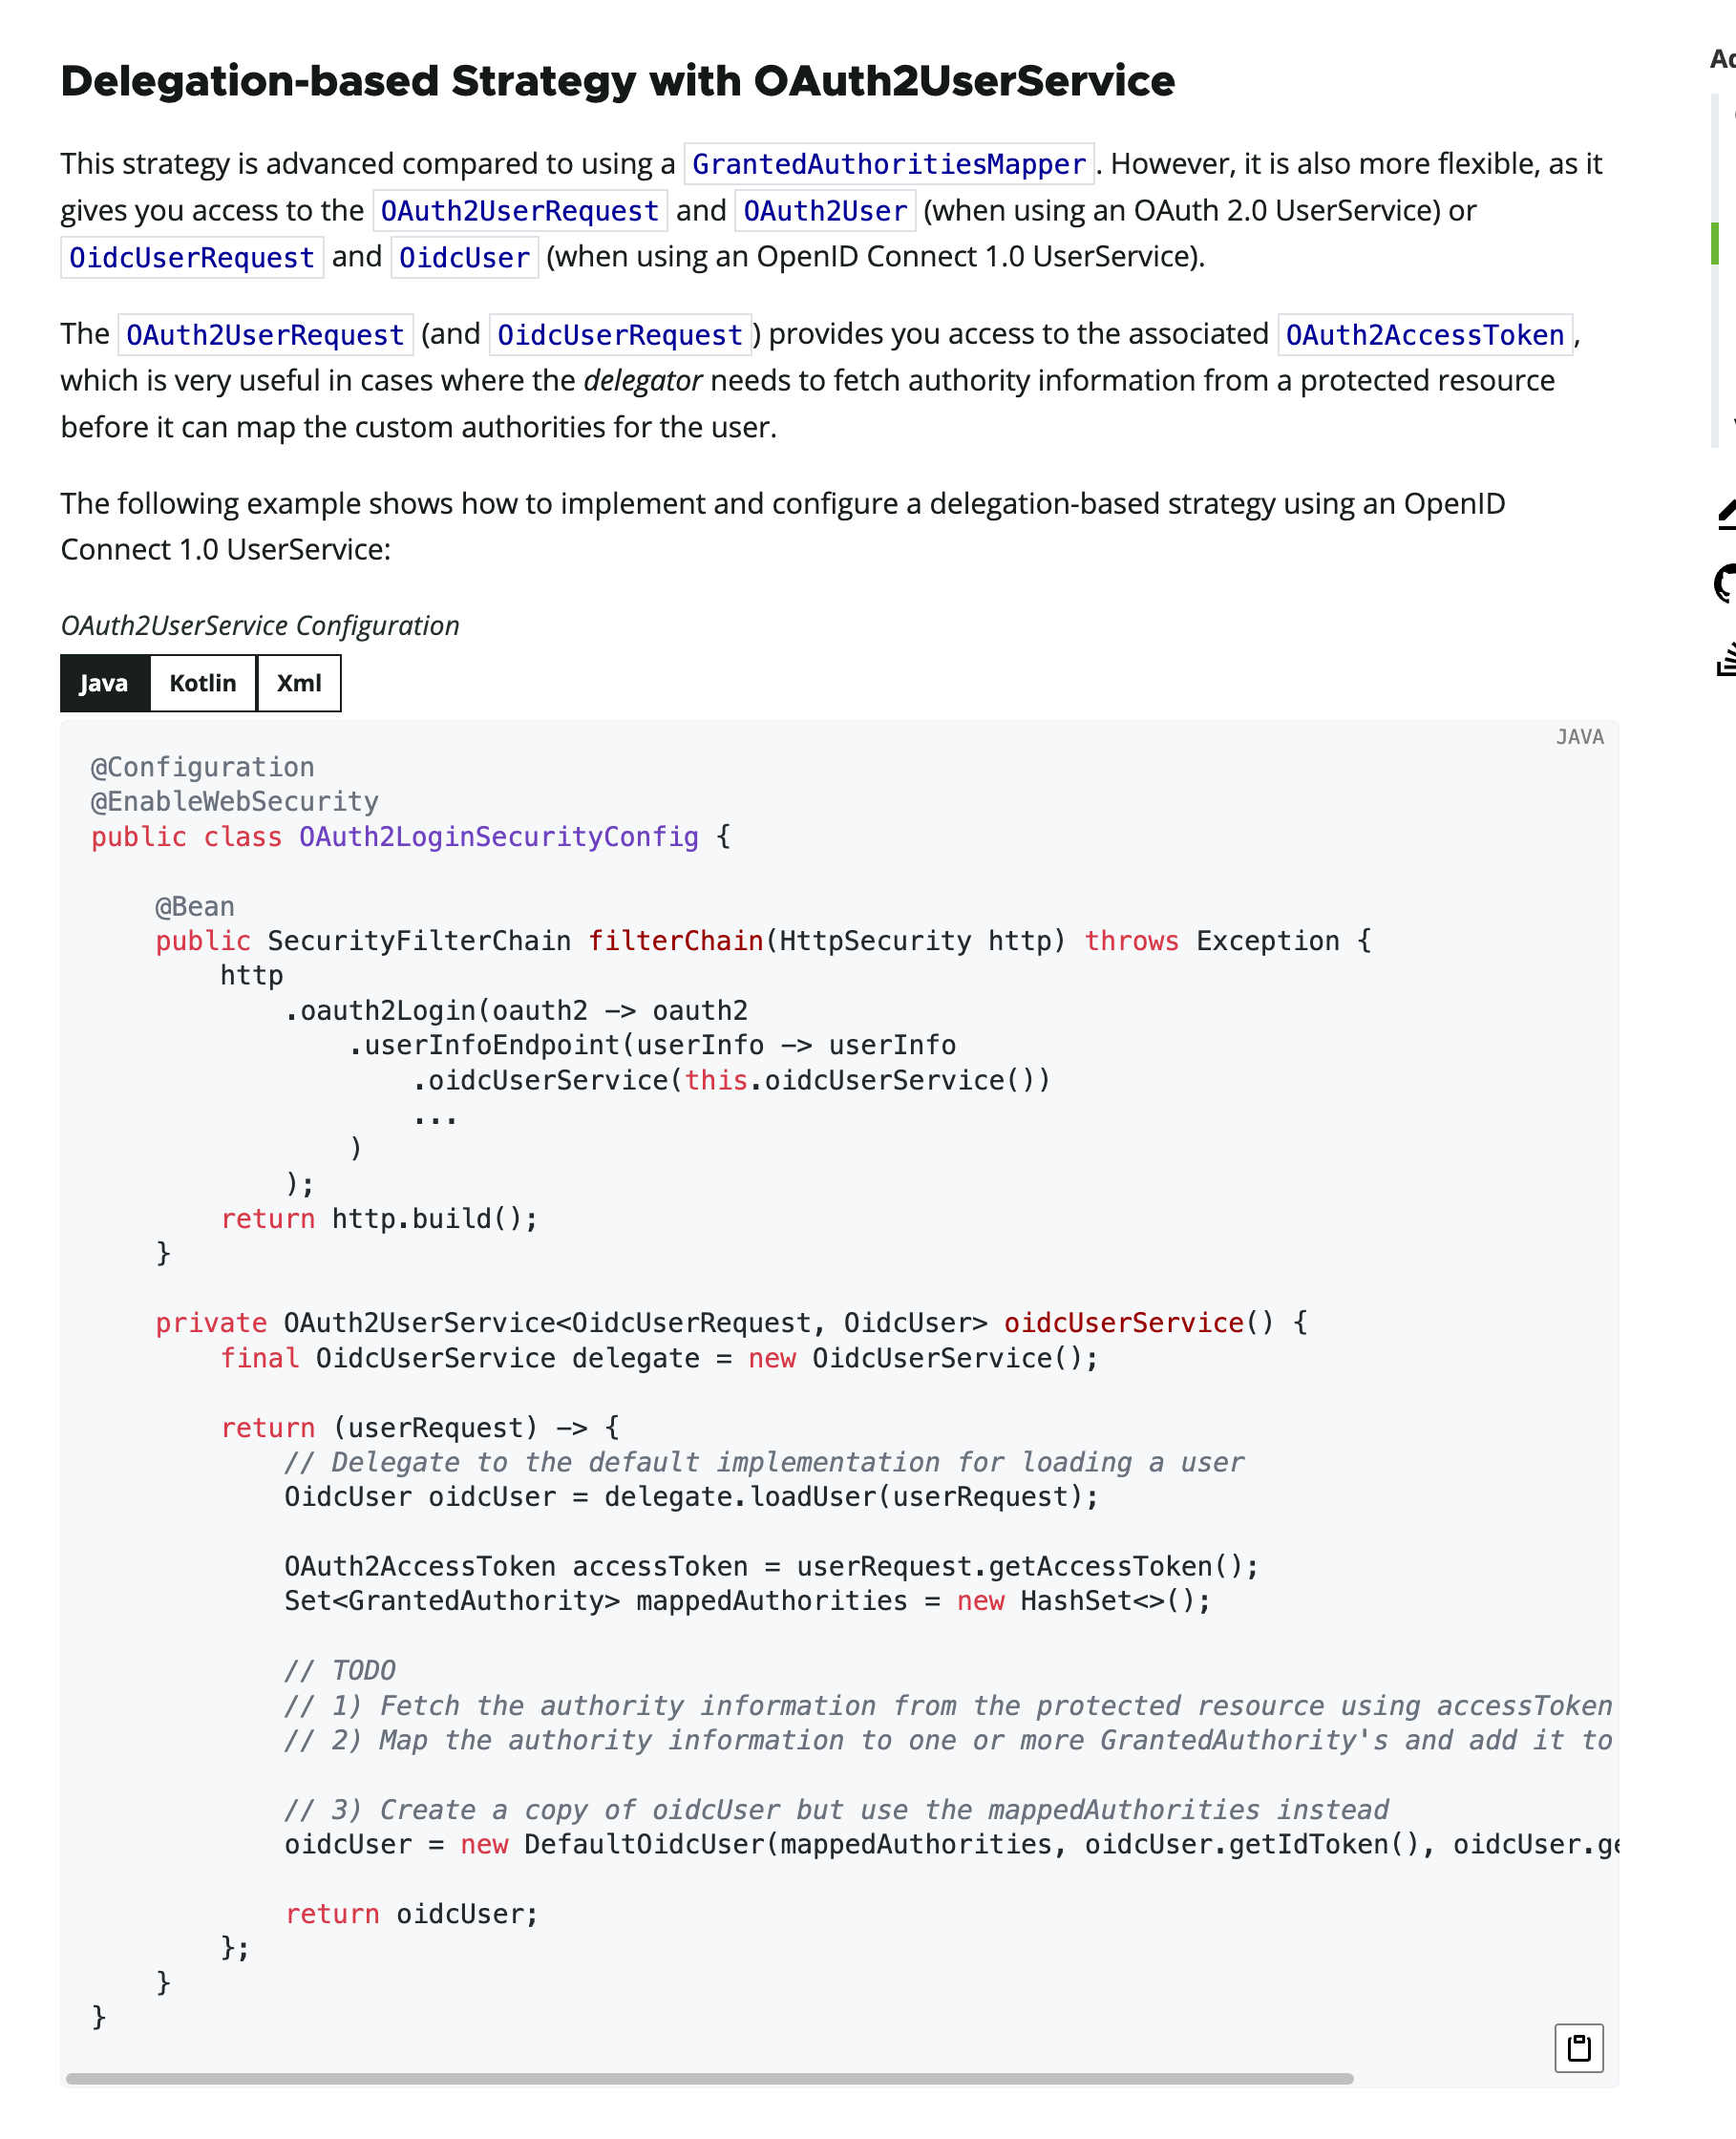 Delegation-based Strategy with OAuth2UserService
This strategy is advanced compared to using a GrantedAuthoritiesMapper. However, it is also more flexible, as it
gives you access to the OAuth2UserRequest and OAuth2User (when using an OAuth 2.0 UserService) or
OidcUserRequest and OidcUser (when using an OpenID Connect 1.0 UserService).
The OAuth2UserRequest (and OidcUserRequest) provides you access to the associated OAuth2AccessToken,
which is very useful in cases where the delegator needs to fetch authority information from a protected resource
before it can map the custom authorities for the user.
The following example shows how to implement and configure a delegation-based strategy using an OpenID
Connect 1.0 UserService:
OAuth2UserService Configuration
Java Kotlin Xml
JAVA
@Configuration
@EnableWebSecurity
public class OAuth2LoginSecurityConfig {
@Bean
public SecurityFilterChain filterChain(HttpSecurity http) throws Exception {
http
.oauth2Login(oauth2 -> oauth2
.userInfoEndpoint(userInfo -> userInfo
.oidcUserService(this.oidcUserService())
...
)
);
return http.build();
}
private OAuth2UserService<OidcUserRequest, OidcUser> oidcUserService() {
final OidcUserService delegate = new OidcUserService();
return (userRequest) -> {
// Delegate to the default implementation for loading a user
OidcUser oidcUser = delegate.loadUser(userRequest);
OAuth2AccessToken accessToken = userRequest.getAccessToken();
Set<GrantedAuthority> mappedAuthorities = new HashSet<>();
// TODO
// 1) Fetch the authority information from the protected resource using accessToken
// 2) Map the authority information to one or more GrantedAuthority's and add it to
// 3) Create a copy of oidcUser but use the mappedAuthorities instead
oidcUser = new DefaultOidcUser(mappedAuthorities, oidcUser.getIdToken(), oidcUser.ge
return oidcUser;
};
}
}